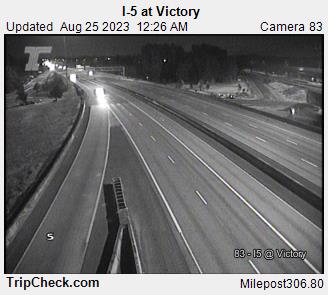 I-5 at Victory
Updated Aug 25 2023 12:26 AM Camera 83
S
83 - I5 @ Victory
TripCheck.com Milepost306.80